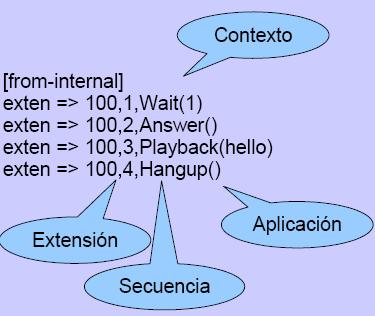 Contexto
[from-internal]
exten => 100,1,Wait(1)
exten => 100,2,Answer()
exten => 100,3,Playback(hello)
exten => 100,4,Hangup()
Aplicación
Extensión
Secuencia